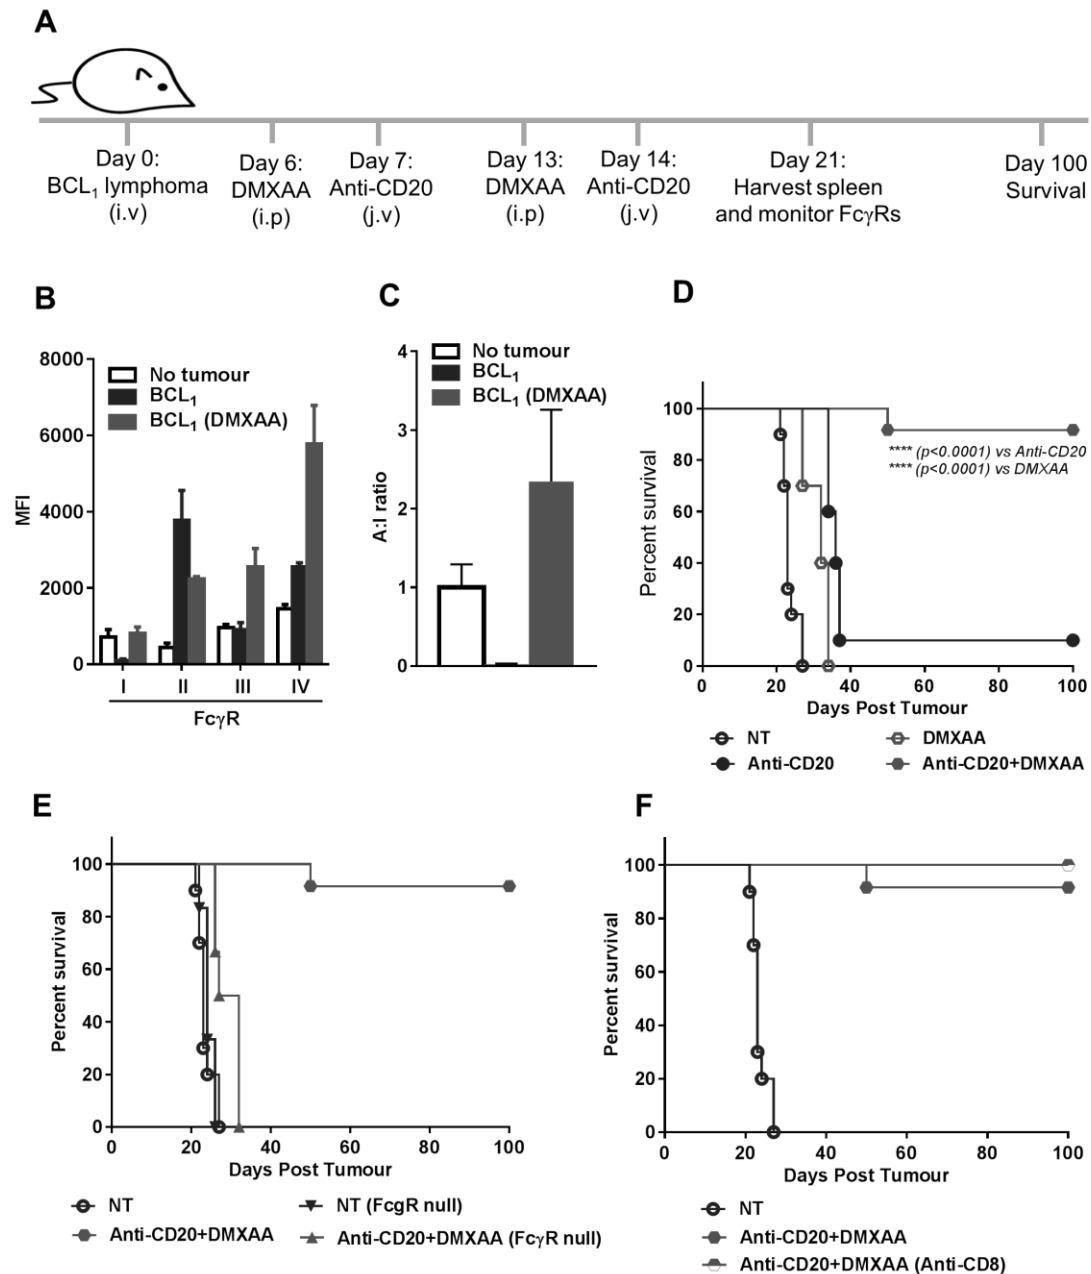 A
Day 0:
BCL1 lymphoma
(i.v)
Day 6:
DMXAA
(i.p)
Day 7:
Anti-CD20
(j.v)
Day 13:
DMXAA
(i.p)
Day 14:
Anti-CD20
(j.v)
Day 21:
Harvest spleen
and monitor FcγRs
Day 100
Survival
B
8000
6000
4000
2000
0
MFI
No tumour
BCL1
BCL1 (DMXAA)
I II III IV
FcγR
C
4
3
2
1
0
A:I ratio
No tumour
BCL1
BCL1 (DMXAA)
D
100
80
60
40
20
0
Percent survival
**** (p<0.0001) vs Anti-CD20
**** (p<0.0001) vs DMXAA
0 20 40 60 80 100
Days Post Tumour
NT
DMXAA
Anti-CD20
Anti-CD20+DMXAA
E
100
80
60
40
20
0
Percent survival
0 20 40 60 80 100
Days Post Tumour
NT
NT (FcgR null)
Anti-CD20+DMXAA
Anti-CD20+DMXAA (FcγR null)
F
100
80
60
40
20
0
Percent survival
0 20 40 60 80 100
Days Post Tumour
NT
Anti-CD20+DMXAA
Anti-CD20+DMXAA (Anti-CD8)